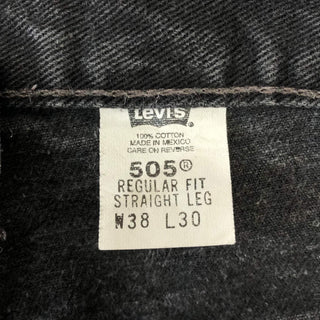 Levi's
100% COTTON
MADE IN MEXICO
CARE ON REVERSE
505®
REGULAR FIT
STRAIGHT LEG
W38 L30